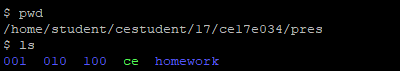 $ pwd
/home/student/cestudent/17/ce17e034/pres
$ ls
001  010  100  ce  homework